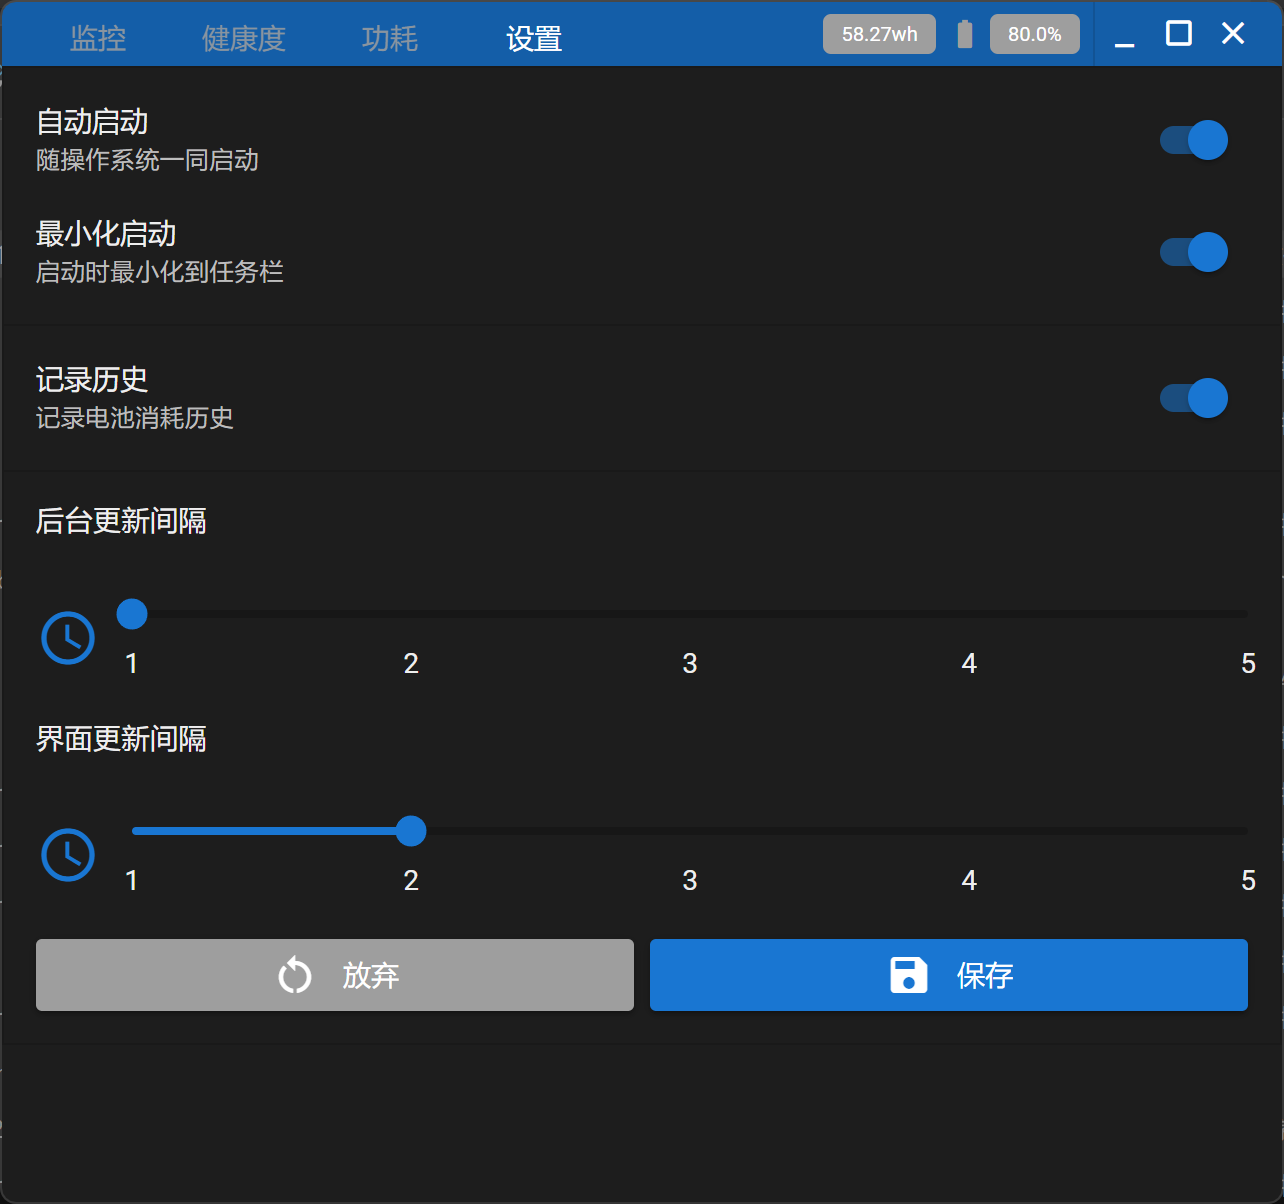 监控 健康度 功耗 设置 58.27wh 80.0%
自动启动
随操作系统一同启动
最小化启动
启动时最小化到任务栏
记录历史
记录电池消耗历史
后台更新间隔
1 2 3 4 5
界面更新间隔
1 2 3 4 5
放弃 保存